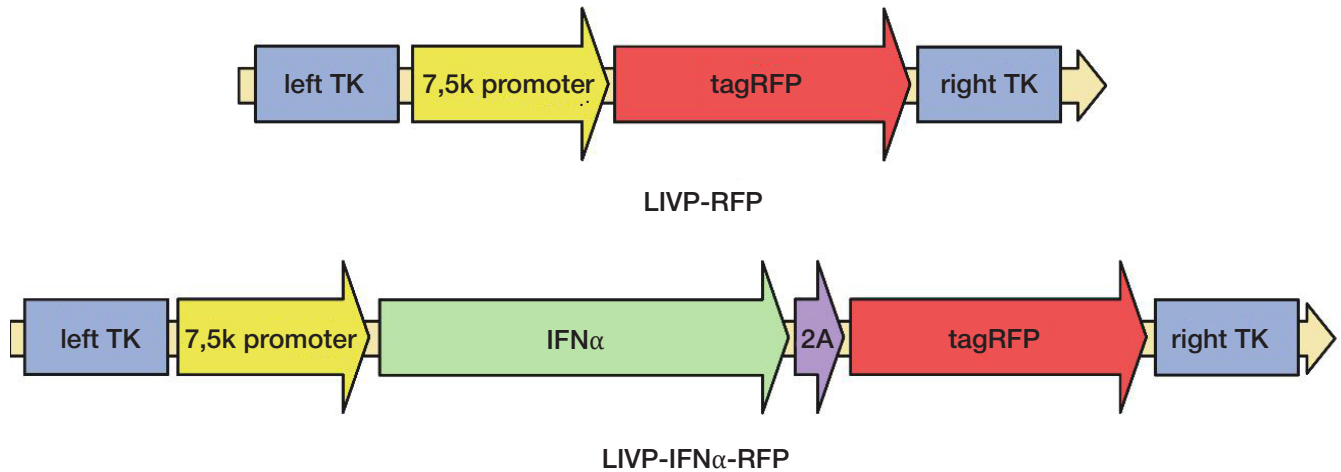 left TK 7,5k promoter tagRFP right TK
LIVP-RFP
left TK 7,5k promoter IFNα 2A tagRFP right TK
LIVP-IFNα-RFP